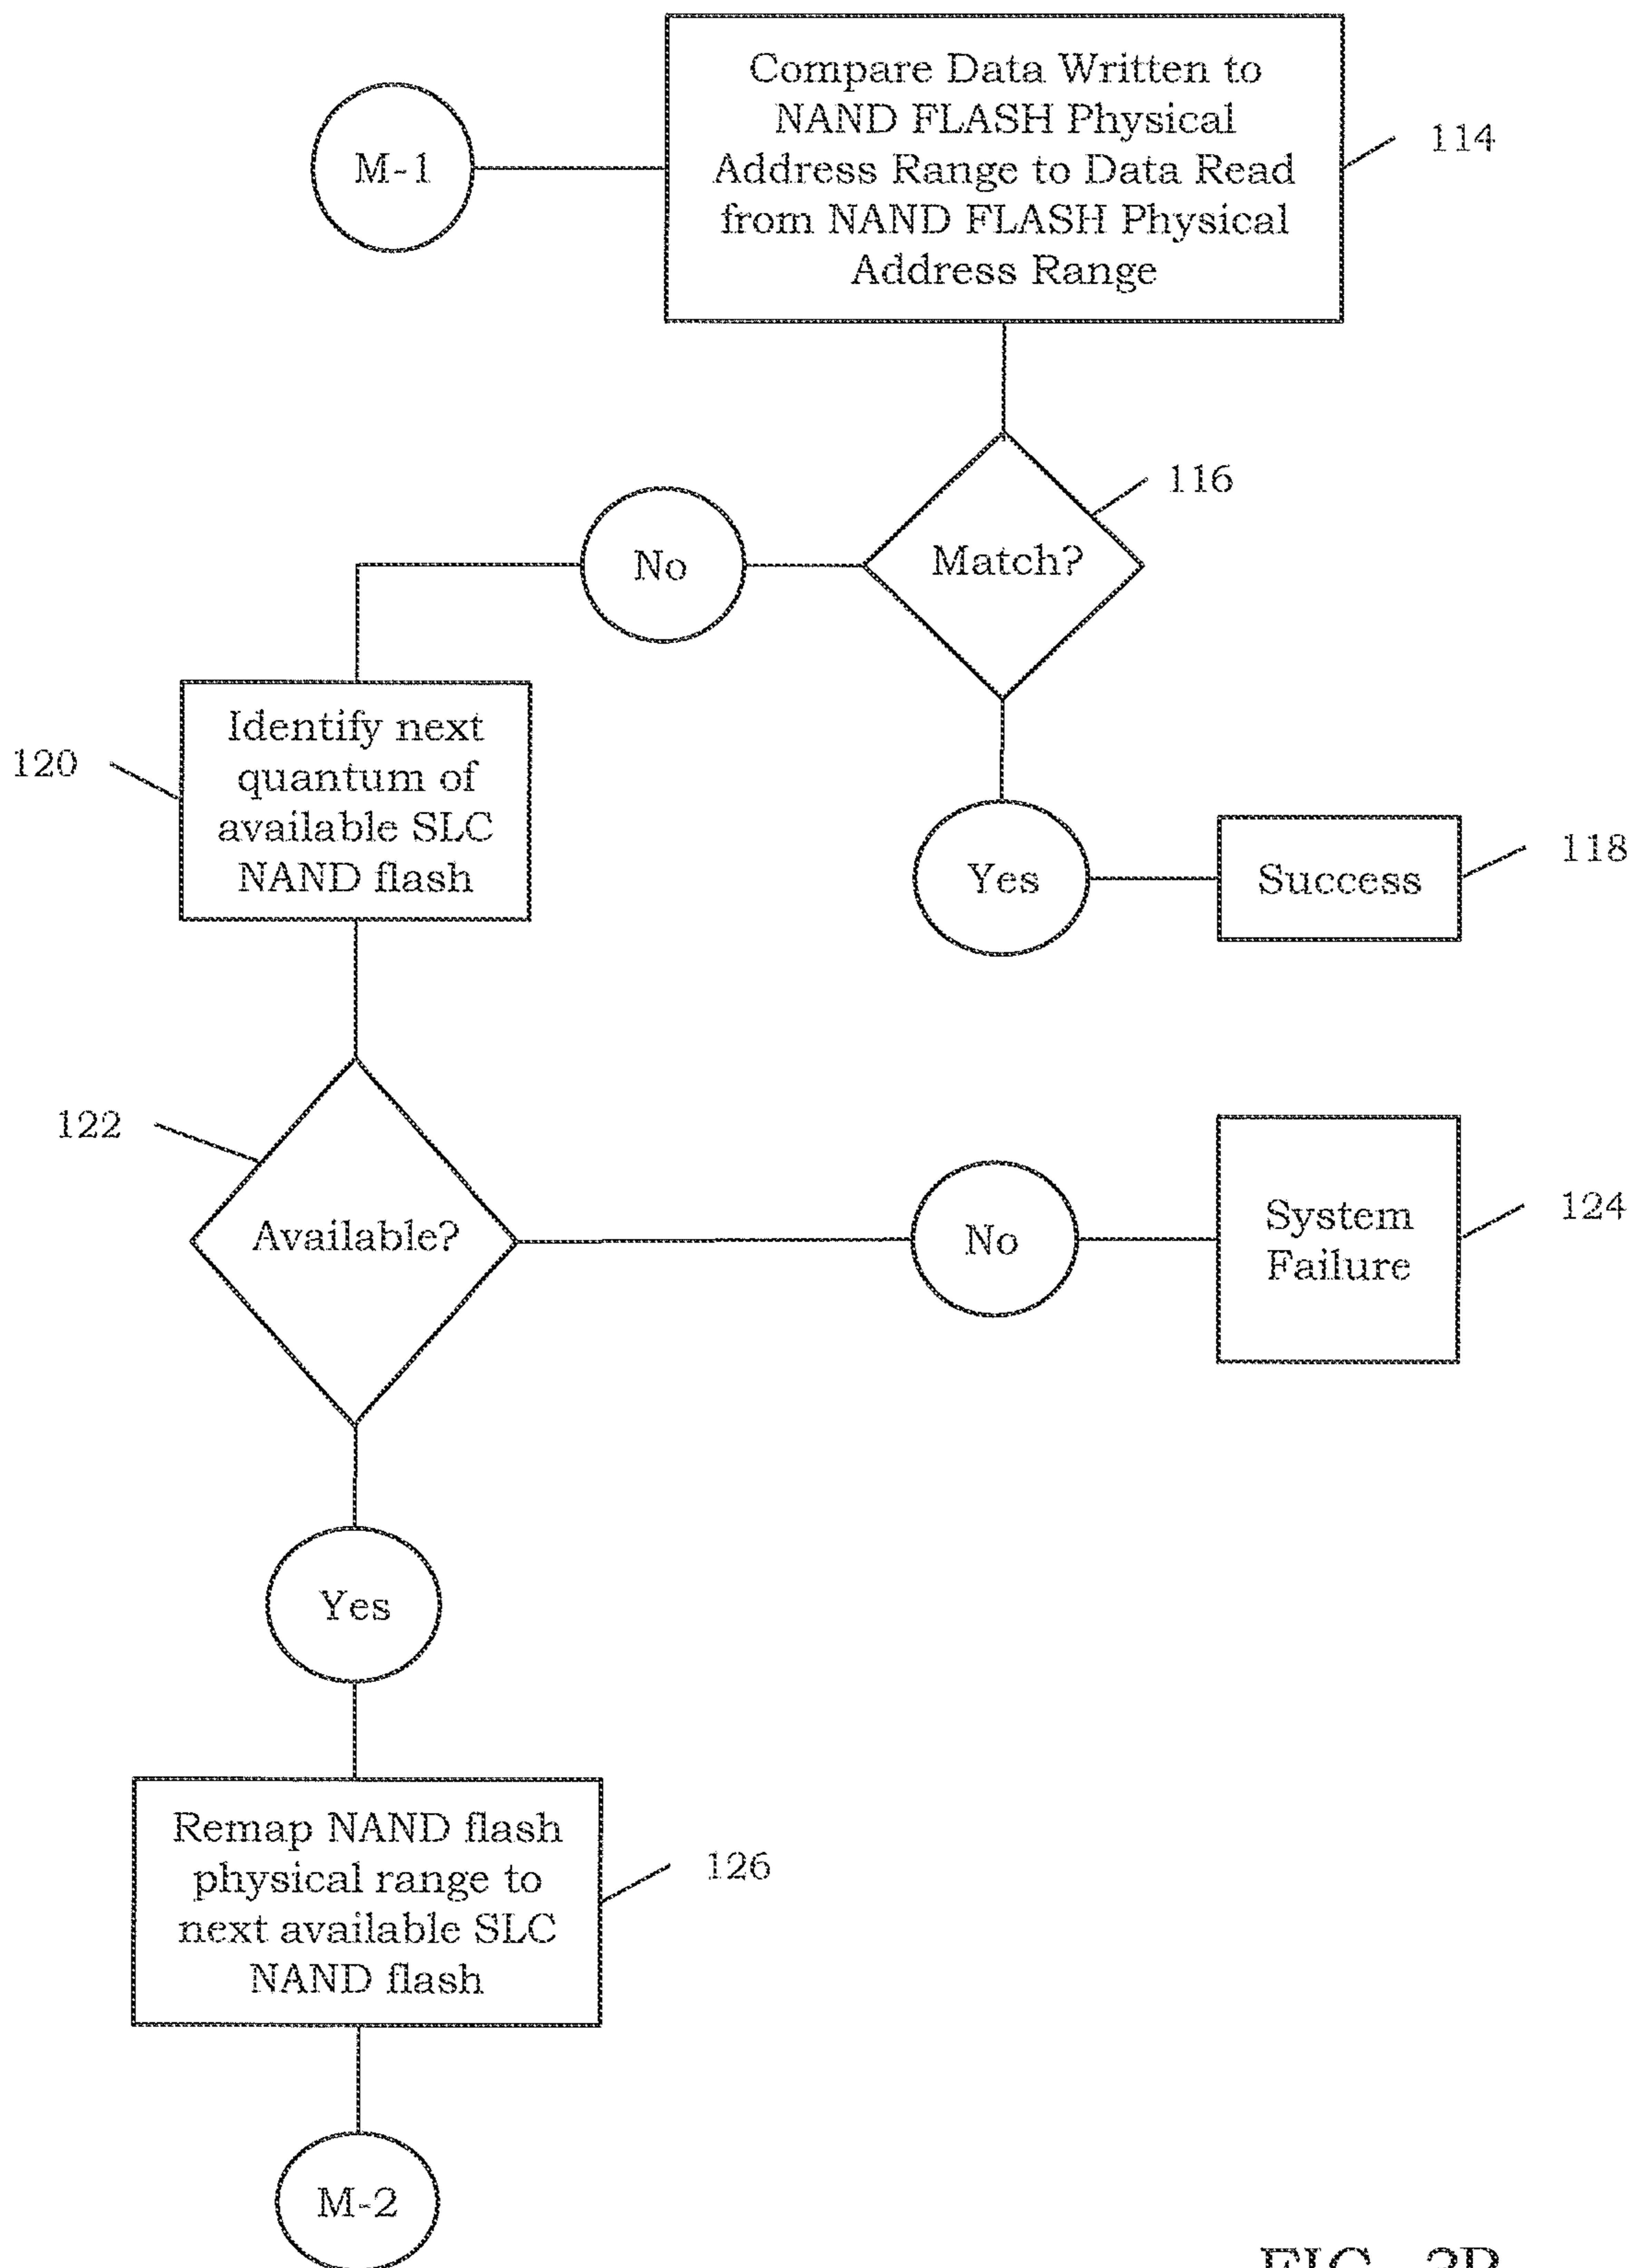 M-1
Compare Data Written to
NAND FLASH Physical
Address Range to Data Read
from NAND FLASH Physical
Address Range
114
Match?
116
No
Yes
Success
118
120
Identify next
quantum of
available SLC
NAND flash
122
Available?
No
System
Failure
124
Yes
Remap NAND flash
physical range to
next available SLC
NAND flash
126
M-2